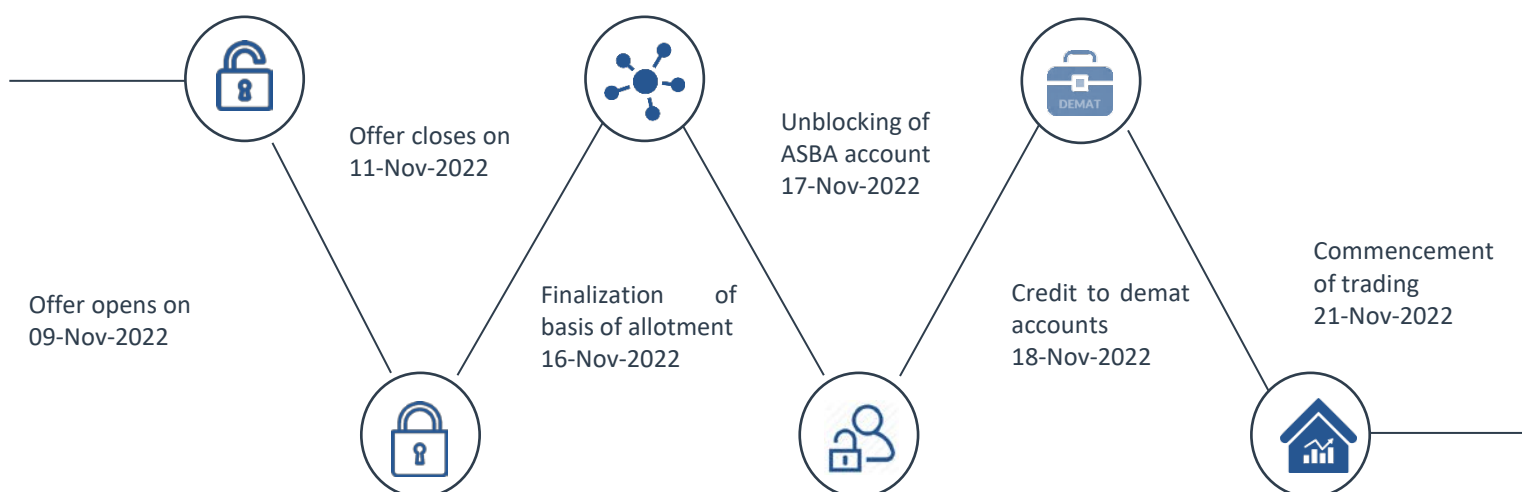 Offer opens on
09-Nov-2022
Offer closes on
11-Nov-2022
Finalization of
basis of allotment
16-Nov-2022
Unblocking of
ASBA account
17-Nov-2022
DEMAT
Credit to demat
accounts
18-Nov-2022
Commencement
of trading
21-Nov-2022